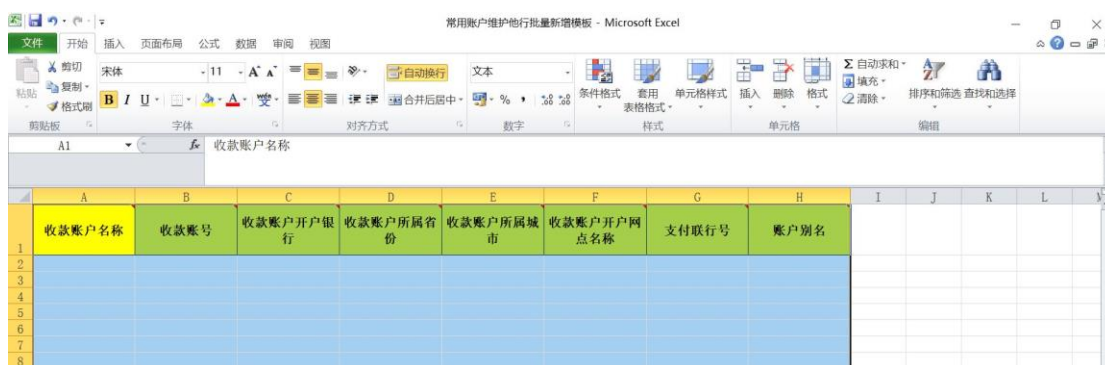 常用账户维护他行批量新增模板 - Microsoft Excel
文件 开始 插入 页面布局 公式 数据 审阅 视图
粘贴 剪切 复制 格式刷 宋体 11 A A 自动换行 文本 条件格式 套用表格格式 单元格样式 插入 删除 格式 Σ 自动求和 填充 清除 排序和筛选 查找和选择
B I U A 合并后居中 % ,
剪贴板 字体 对齐方式 数字 样式 单元格 编辑
A1 fx 收款账户名称
A B C D E F G H I J K L
1 收款账户名称 收款账号 收款账户开户银行 收款账户所属省份 收款账户所属城市 收款账户开户网点名称 支付联行号 账户别名
2
3
4
5
6
7
8